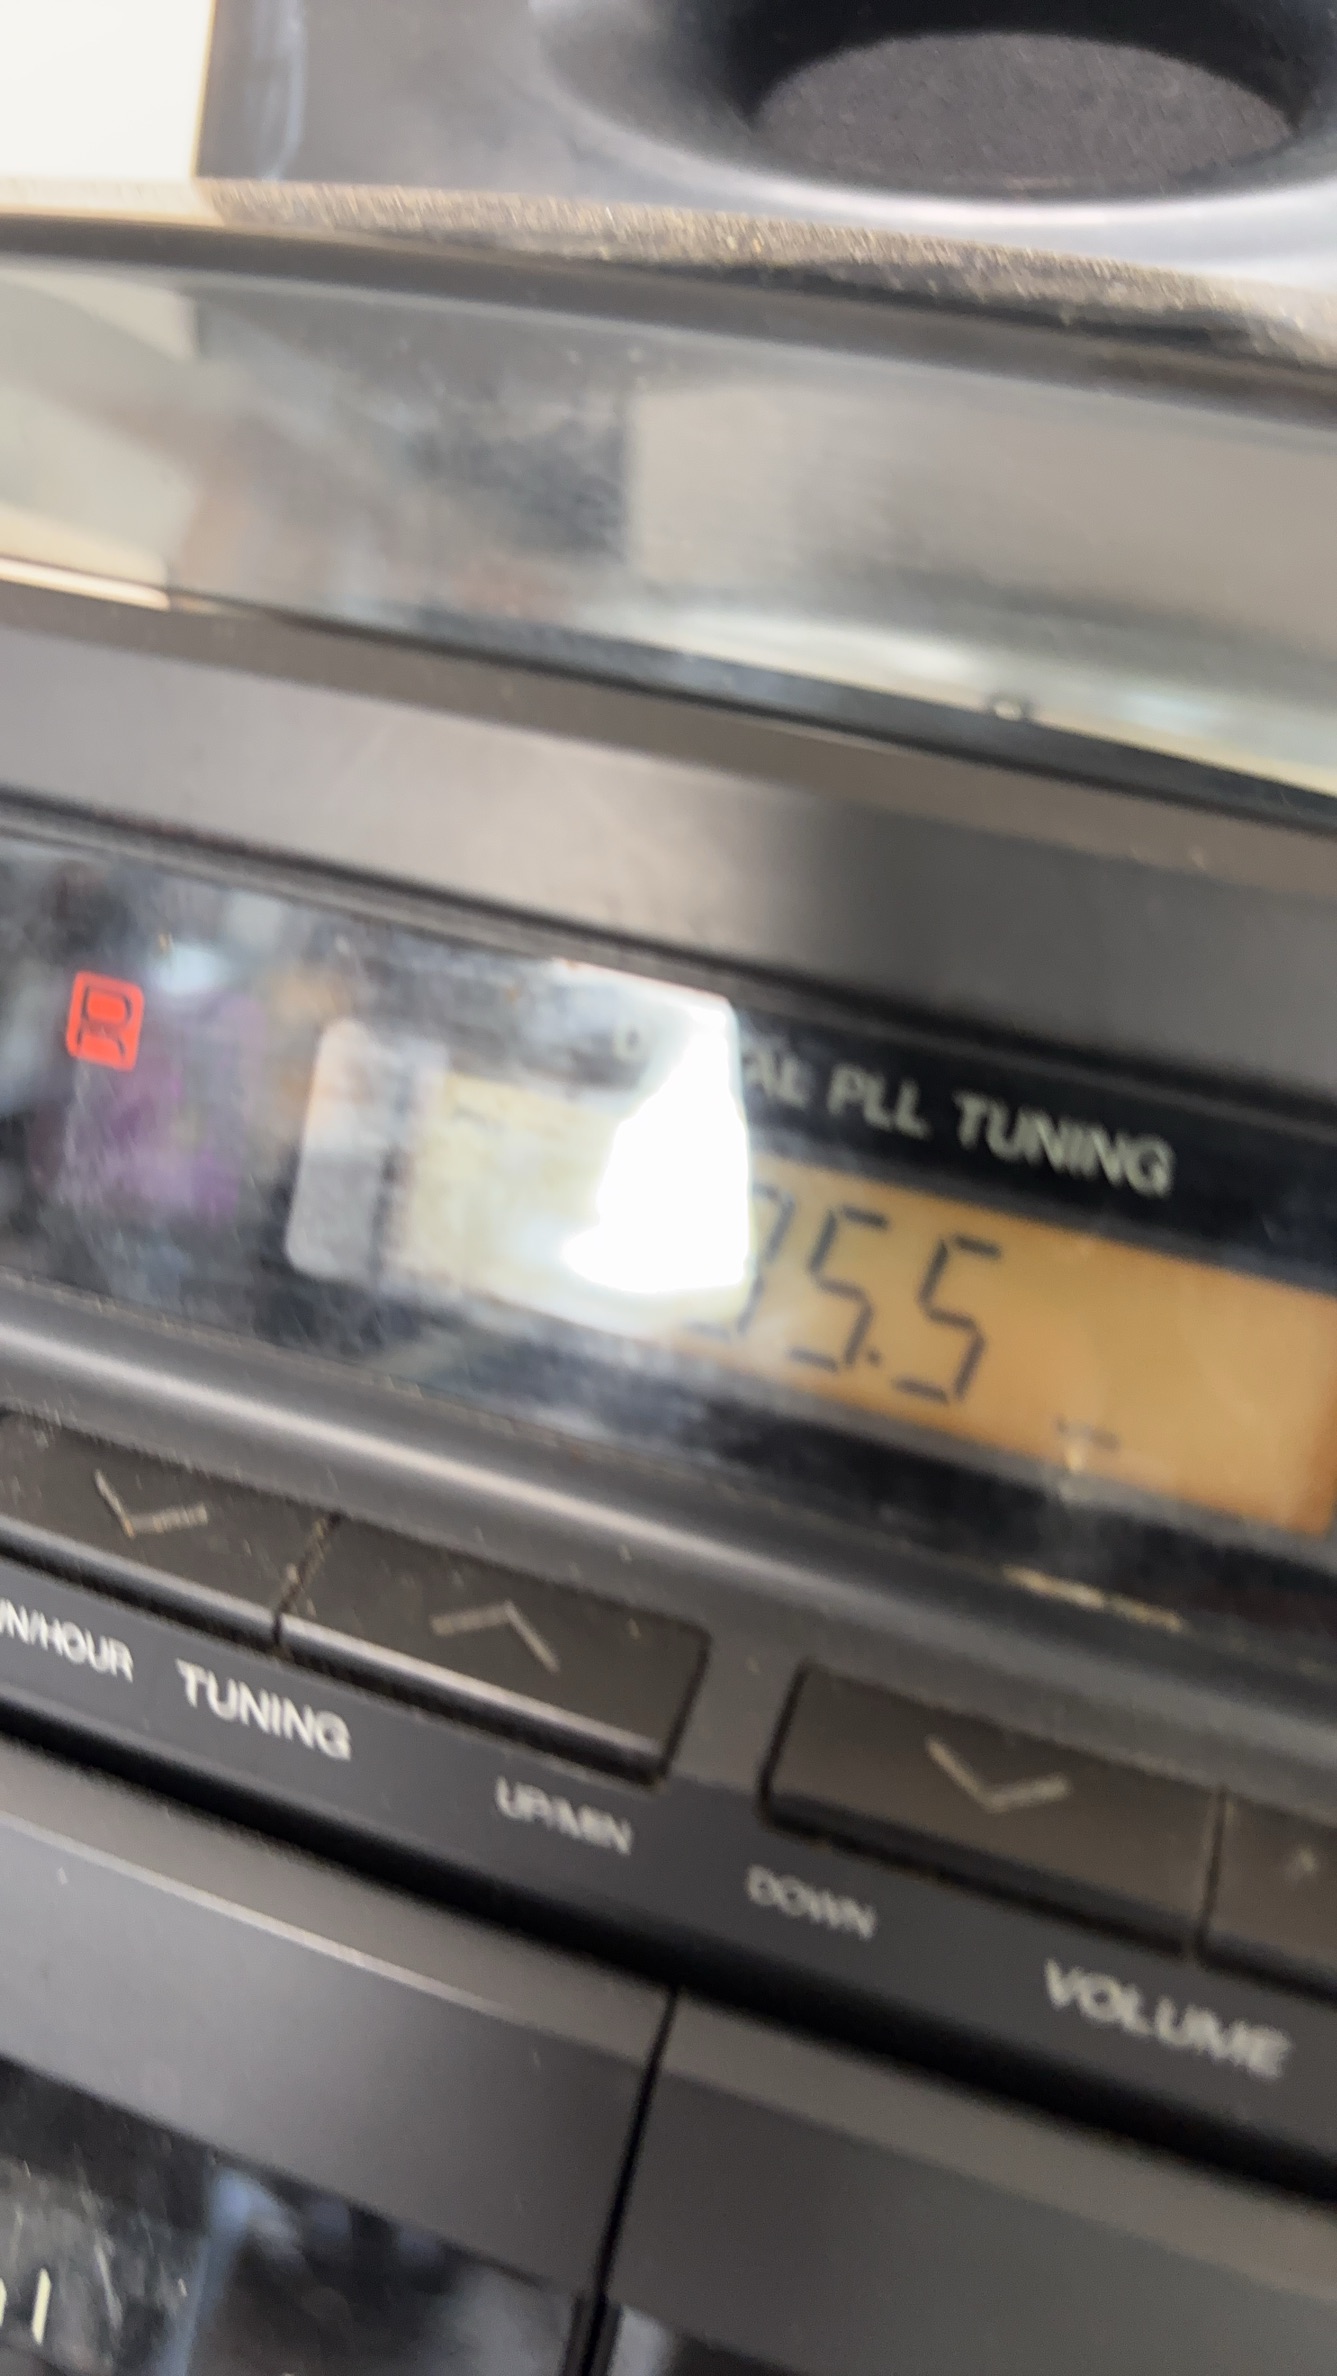 PLL TUNING
5.5
TUNING
UP/MIN
DOWN
VOLUME